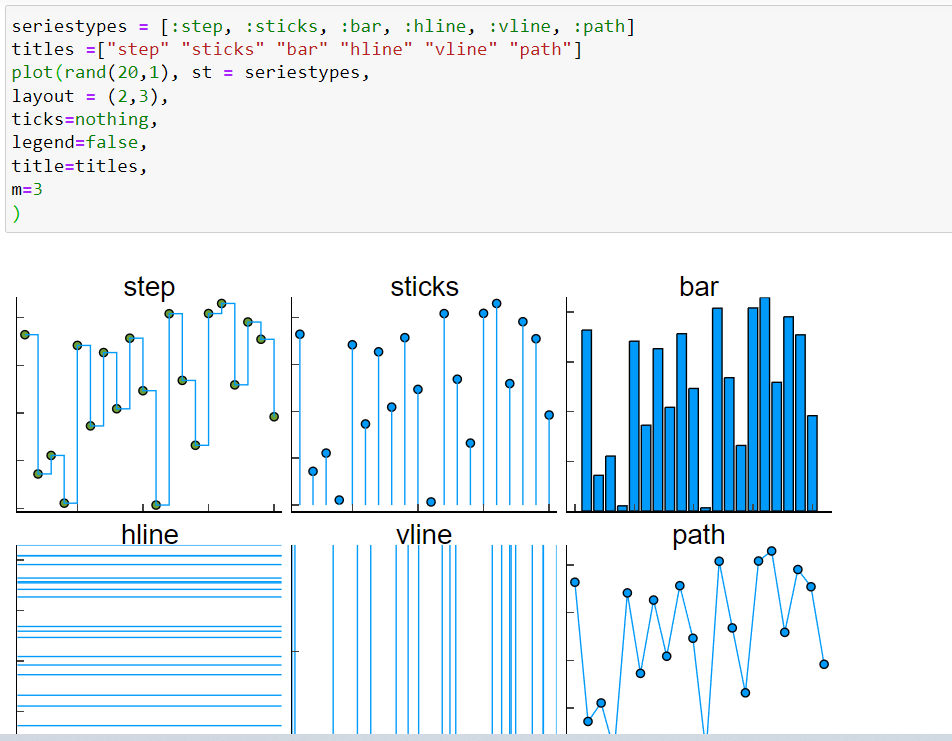 seriestypes = [:step, :sticks, :bar, :hline, :vline, :path]
titles =["step" "sticks" "bar" "hline" "vline" "path"]
plot(rand(20,1), st = seriestypes,
layout = (2,3),
ticks=nothing,
legend=false,
title=titles,
m=3
)
step sticks bar
hline vline path